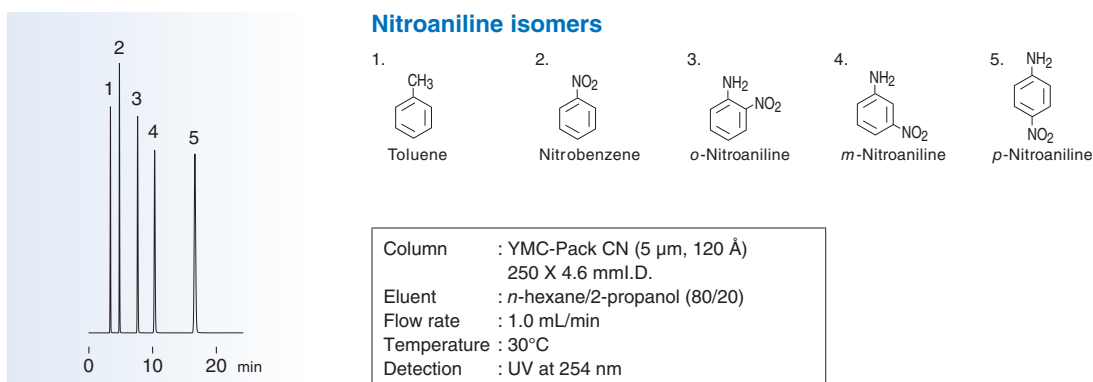 Nitroaniline isomers
1. 2. 3. 4. 5.
CH3
NO2
NH2
NO2
NH2
NO2
NH2
NO2
Toluene Nitrobenzene o-Nitroaniline m-Nitroaniline p-Nitroaniline
1
2
3
4
5
0 10 20 min
Column : YMC-Pack CN (5 µm, 120 Å)
250 X 4.6 mmI.D.
Eluent : n-hexane/2-propanol (80/20)
Flow rate : 1.0 mL/min
Temperature : 30°C
Detection : UV at 254 nm